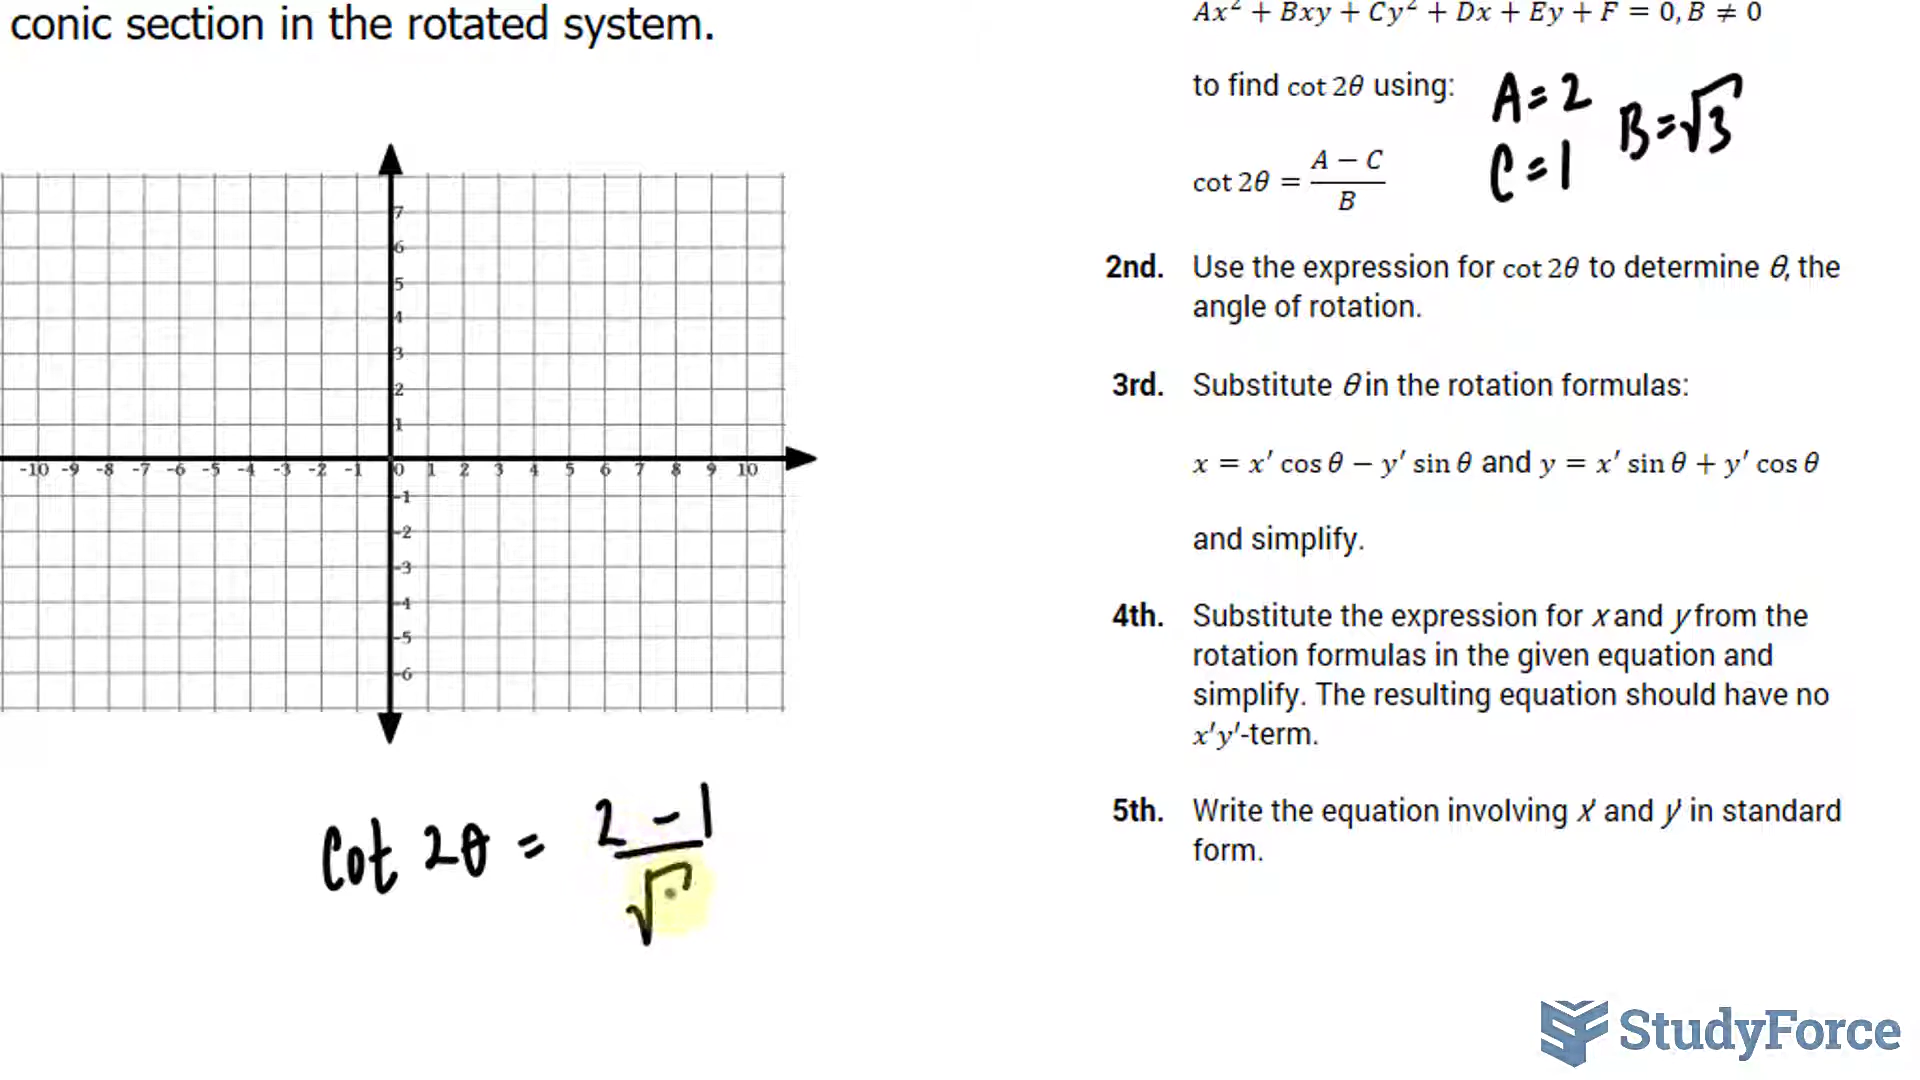 conic section in the rotated system.
7
6
5
4
3
2
1
-10 -9 -8 -7 -6 -5 -4 -3 -2 -1 0 1 2 3 4 5 6 7 8 9 10
-1
-2
-3
-4
-5
-6
cot 2θ = 2 - 1 / √
Ax² + Bxy + Cy² + Dx + Ey + F = 0, B ≠ 0
to find cot 2θ using:
A = 2
B = √3
C = 1
cot 2θ = A − C / B
2nd. Use the expression for cot 2θ to determine θ, the
angle of rotation.
3rd. Substitute θ in the rotation formulas:
x = x′ cos θ − y′ sin θ and y = x′ sin θ + y′ cos θ
and simplify.
4th. Substitute the expression for x and y from the
rotation formulas in the given equation and
simplify. The resulting equation should have no
x′y′-term.
5th. Write the equation involving x′ and y′ in standard
form.
StudyForce